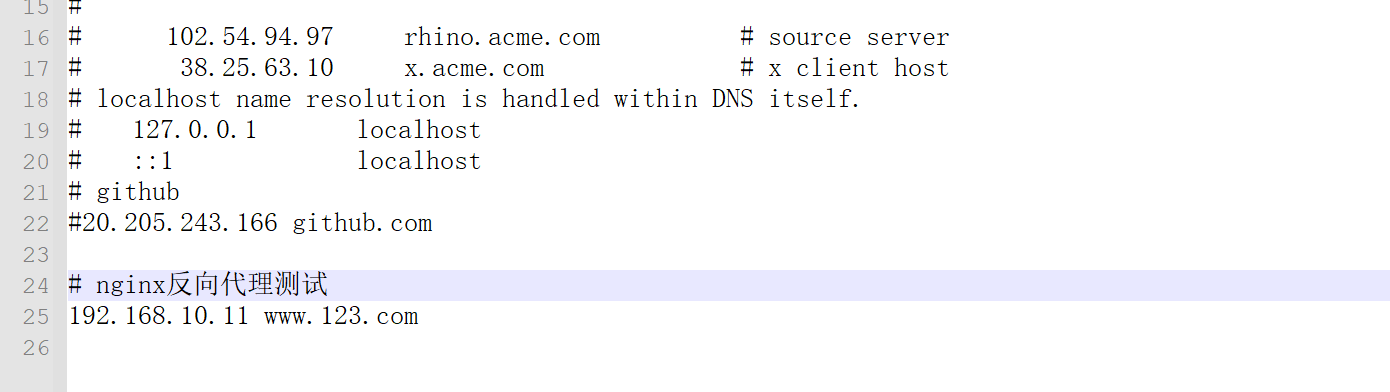 15 #
16 #      102.54.94.97     rhino.acme.com          # source server
17 #       38.25.63.10     x.acme.com              # x client host
18 # localhost name resolution is handled within DNS itself.
19 #    127.0.0.1       localhost
20 #    ::1             localhost
21 # github
22 #20.205.243.166 github.com
23
24 # nginx反向代理测试
25 192.168.10.11 www.123.com
26